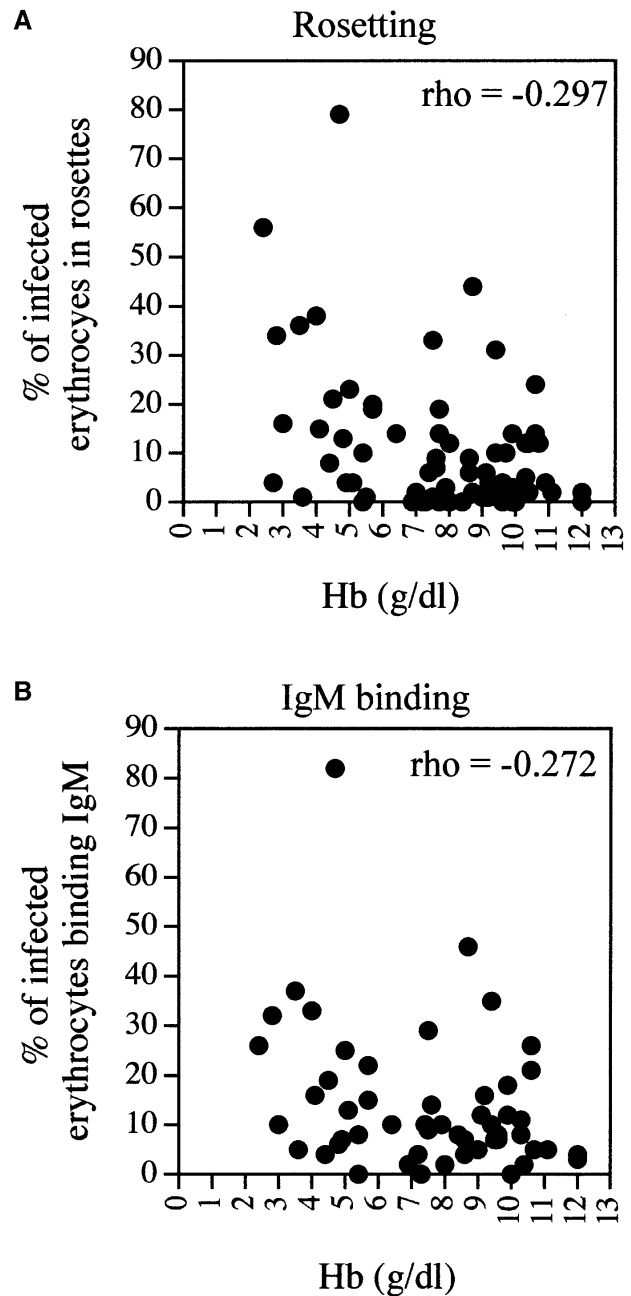 A
Rosetting
rho = -0.297
90
80
70
60
50
40
30
20
10
0
% of infected
erythrocyes in rosettes
0 1 2 3 4 5 6 7 8 9 10 11 12 13
Hb (g/dl)
B
IgM binding
rho = -0.272
90
80
70
60
50
40
30
20
10
0
% of infected
erythrocytes binding IgM
0 1 2 3 4 5 6 7 8 9 10 11 12 13
Hb (g/dl)